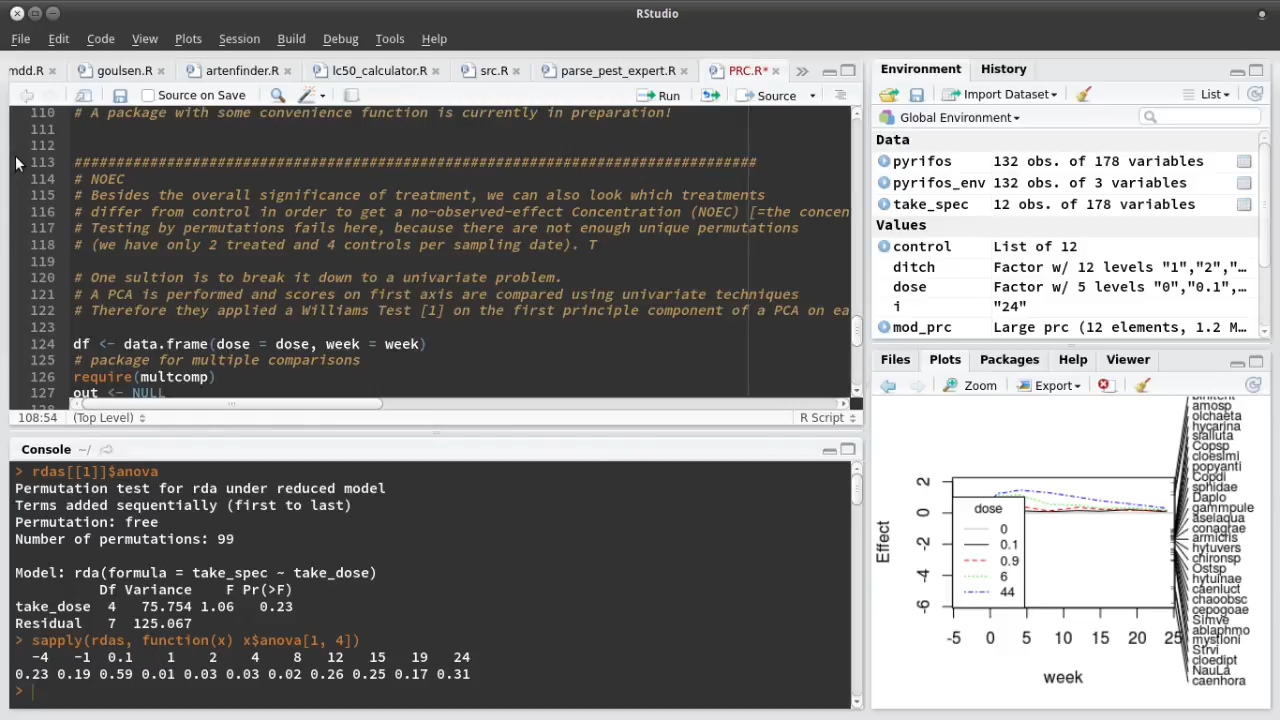 RStudio
File Edit Code View Plots Session Build Debug Tools Help
mdd.R goulsen.R artenfinder.R lc50_calculator.R src.R parse_pest_expert.R PRC.R*
Source on Save Run Source
110 # A package with some convenience function is currently in preparation!
111
112
113 ##################################################################################
114 # NOEC
115 # Besides the overall significance of treatment, we can also look which treatments
116 # differ from control in order to get a no-observed-effect Concentration (NOEC) [=the concen
117 # Testing by permutations fails here, because there are not enough unique permutations
118 # (we have only 2 treated and 4 controls per sampling date). T
119
120 # One sultion is to break it down to a univariate problem.
121 # A PCA is performed and scores on first axis are compared using univariate techniques
122 # Therefore they applied a Williams Test [1] on the first principle component of a PCA on ea
123
124 df <- data.frame(dose = dose, week = week)
125 # package for multiple comparisons
126 require(multcomp)
127 out <- NULL
108:54 (Top Level) R Script
Console ~/
> rdas[[1]]$anova
Permutation test for rda under reduced model
Terms added sequentially (first to last)
Permutation: free
Number of permutations: 99
Model: rda(formula = take_spec ~ take_dose)
Df Variance F Pr(>F)
take_dose 4 75.754 1.06 0.23
Residual 7 125.067
> sapply(rdas, function(x) x$anova[1, 4])
-4 -1 0.1 1 2 4 8 12 15 19 24
0.23 0.19 0.59 0.01 0.03 0.03 0.02 0.26 0.25 0.17 0.31
>
Environment History
Import Dataset List
Global Environment
Data
pyrifos 132 obs. of 178 variables
pyrifos_env 132 obs. of 3 variables
take_spec 12 obs. of 178 variables
Values
control List of 12
ditch Factor w/ 12 levels "1","2",…
dose Factor w/ 5 levels "0","0.1",…
i "24"
mod_prc Large prc (12 elements, 1.2 M…
Files Plots Packages Help Viewer
Zoom Export
amosp
olchaeta
hycarina
sialluta
Copsp
cloesimi
popyanti
Copdi
sphidae
Daplo
gammpule
aselaqua
conagrae
armicris
hytuvers
chironsp
Ostsp
hytuinae
caenluct
chaoobsc
cepogoae
Simve
ablaphmo
mystloni
Strvi
cloedipt
NauLa
caenhora
Effect
2
0
-2
-4
-6
dose
0
0.1
0.9
6
44
-5 0 5 10 15 20 25
week